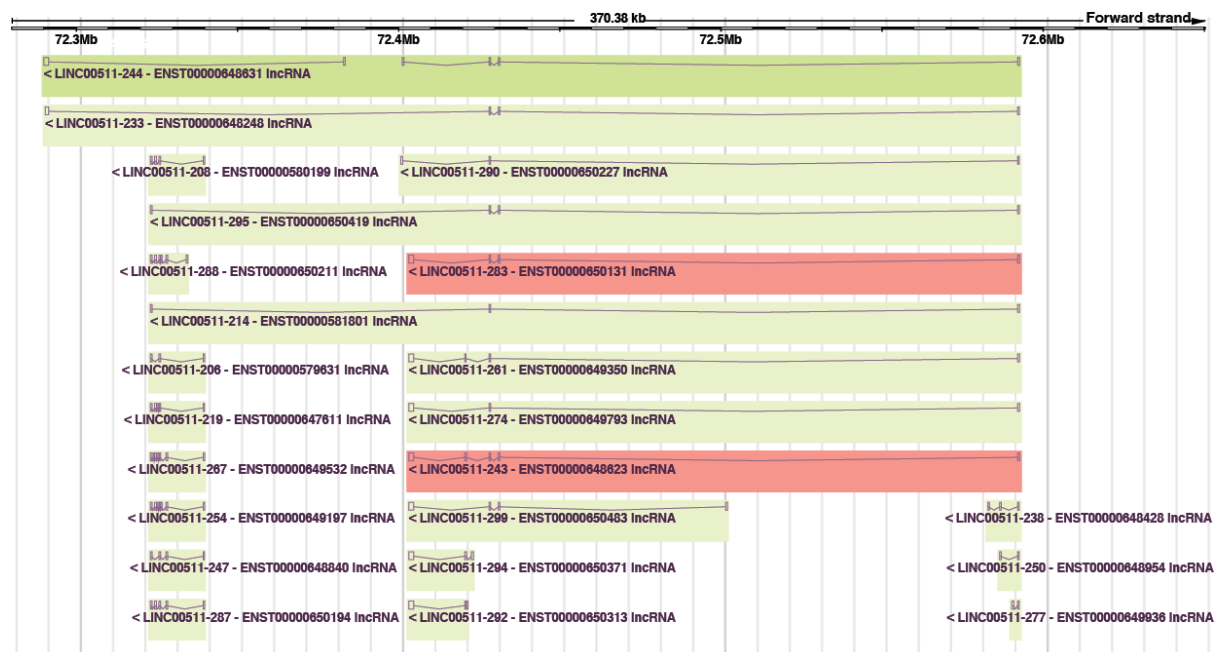 370.38 kb Forward strand
72.3Mb 72.4Mb 72.5Mb 72.6Mb
< LINC00511-244 - ENST00000648631 lncRNA
< LINC00511-233 - ENST00000648248 lncRNA
< LINC00511-208 - ENST00000580199 lncRNA < LINC00511-290 - ENST00000650227 lncRNA
< LINC00511-295 - ENST00000650419 lncRNA
< LINC00511-288 - ENST00000650211 lncRNA < LINC00511-283 - ENST00000650131 lncRNA
< LINC00511-214 - ENST00000581801 lncRNA
< LINC00511-206 - ENST00000579631 lncRNA < LINC00511-261 - ENST00000649350 lncRNA
< LINC00511-219 - ENST00000647611 lncRNA < LINC00511-274 - ENST00000649793 lncRNA
< LINC00511-267 - ENST00000649532 lncRNA < LINC00511-243 - ENST00000648623 lncRNA
< LINC00511-254 - ENST00000649197 lncRNA < LINC00511-299 - ENST00000650483 lncRNA < LINC00511-238 - ENST00000648428 lncRNA
< LINC00511-247 - ENST00000648840 lncRNA < LINC00511-294 - ENST00000650371 lncRNA < LINC00511-250 - ENST00000648954 lncRNA
< LINC00511-287 - ENST00000650194 lncRNA < LINC00511-292 - ENST00000650313 lncRNA < LINC00511-277 - ENST00000649936 lncRNA